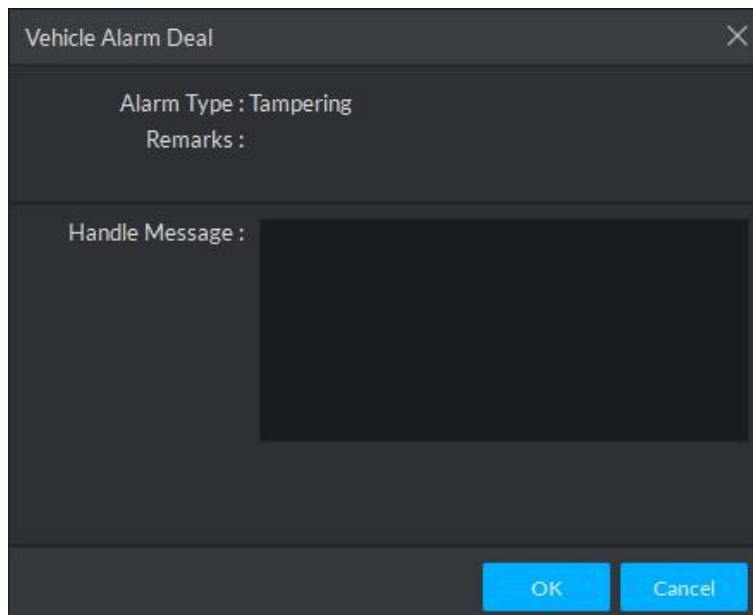 Vehicle Alarm Deal
Alarm Type : Tampering
Remarks :
Handle Message :
OK
Cancel